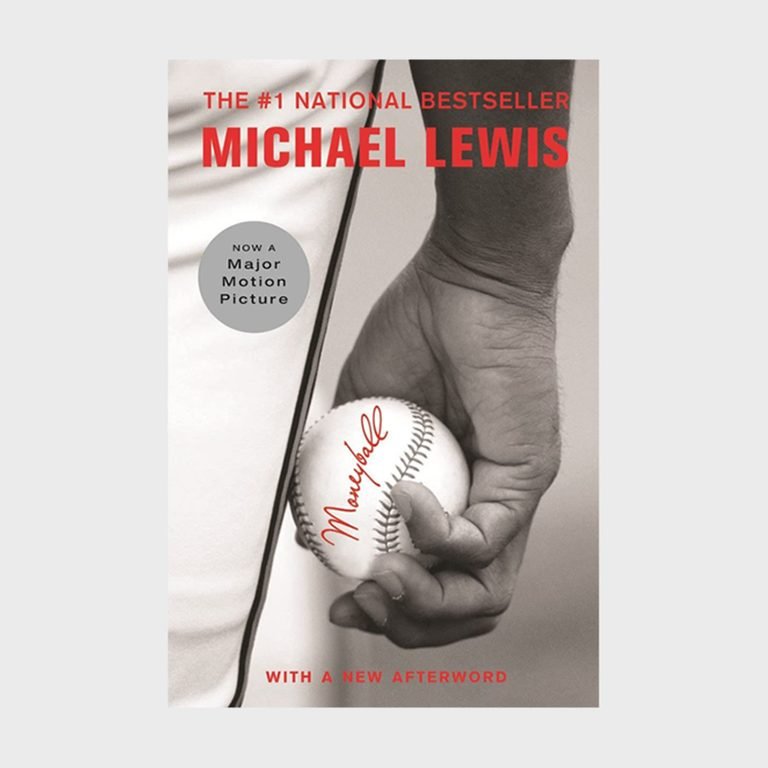 THE #1 NATIONAL BESTSELLER
MICHAEL LEWIS
NOW A
Major
Motion
Picture
Moneyball
WITH A NEW AFTERWORD